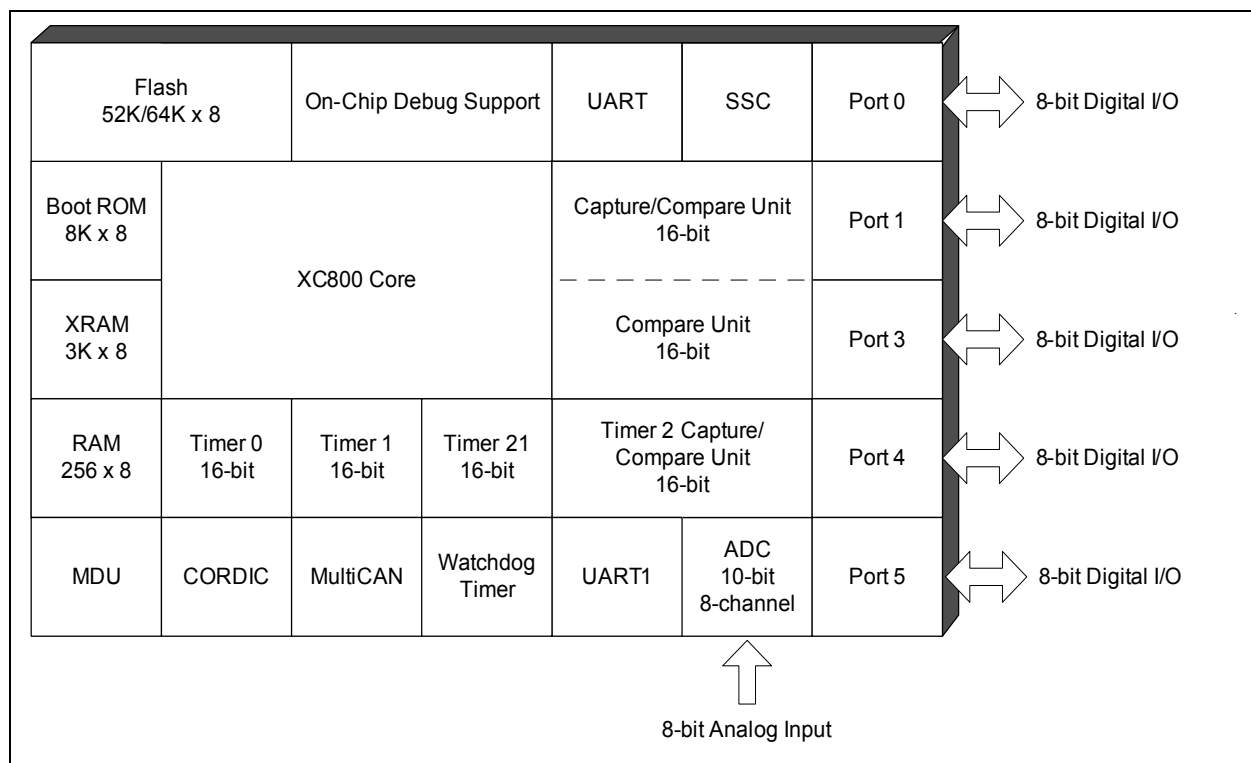 Flash
52K/64K x 8
On-Chip Debug Support
UART
SSC
Port 0
8-bit Digital I/O
Boot ROM
8K x 8
XC800 Core
Capture/Compare Unit
16-bit
Port 1
8-bit Digital I/O
XRAM
3K x 8
Compare Unit
16-bit
Port 3
8-bit Digital I/O
RAM
256 x 8
Timer 0
16-bit
Timer 1
16-bit
Timer 21
16-bit
Timer 2 Capture/
Compare Unit
16-bit
Port 4
8-bit Digital I/O
MDU
CORDIC
MultiCAN
Watchdog
Timer
UART1
ADC
10-bit
8-channel
Port 5
8-bit Digital I/O
8-bit Analog Input